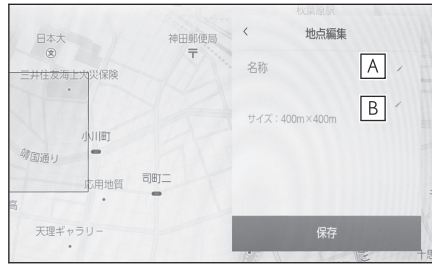 秋葉原駅
日本大
文
神田郵便局
〒
三井住友海上火災保険
小川町
靖国通り
応用地質
司町二
高
天理ギャラリー
<
地点編集
名称
A
B
サイズ：400m×400m
保存